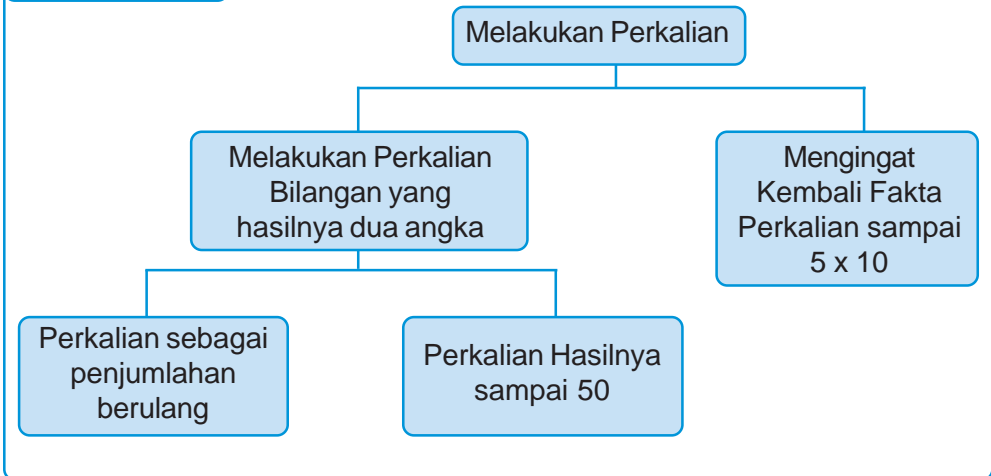 Melakukan Perkalian
Melakukan Perkalian
Bilangan yang
hasilnya dua angka
Mengingat
Kembali Fakta
Perkalian sampai
5 x 10
Perkalian sebagai
penjumlahan
berulang
Perkalian Hasilnya
sampai 50